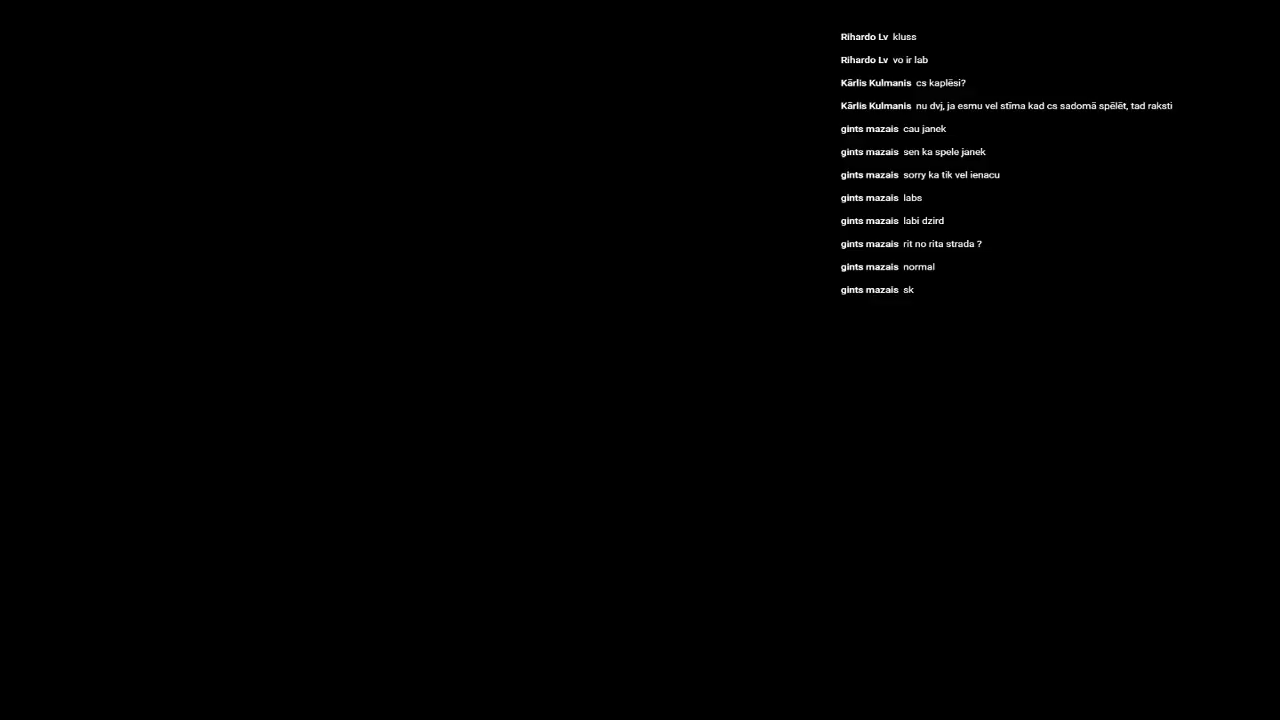 Rihardo Lv kluss
Rihardo Lv vo ir lab
Kārlis Kulmanis cs kaplēsi?
Kārlis Kulmanis nu dvj, ja esmu vel stīma kad cs sadomā spēlēt, tad raksti
gints mazais cau janek
gints mazais sen ka spele janek
gints mazais sorry ka tik vel ienacu
gints mazais labs
gints mazais labi dzird
gints mazais rit no rita strada ?
gints mazais normal
gints mazais sk